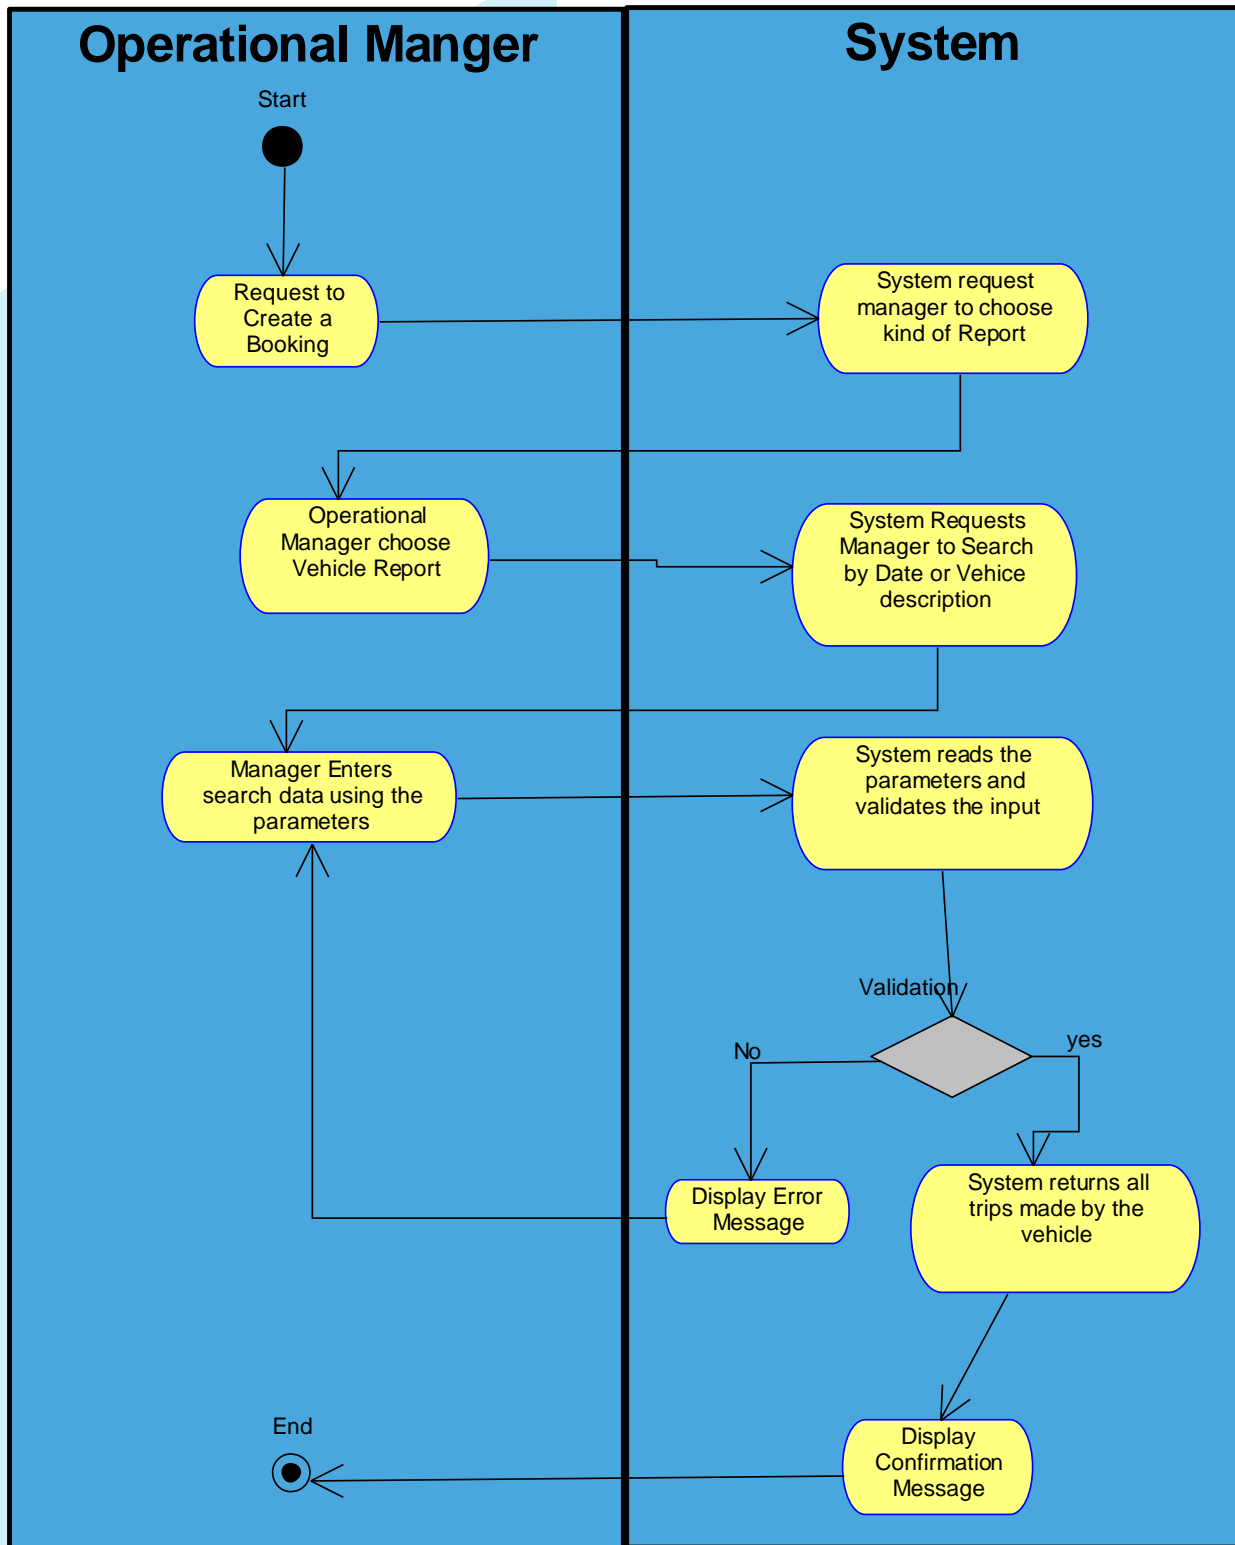 Operational Manger
System
Start
Request to
Create a
Booking
System request
manager to choose
kind of Report
Operational
Manager choose
Vehicle Report
System Requests
Manager to Search
by Date or Vehice
description
Manager Enters
search data using the
parameters
System reads the
parameters and
validates the input
Validation
No
yes
Display Error
Message
System returns all
trips made by the
vehicle
End
Display
Confirmation
Message